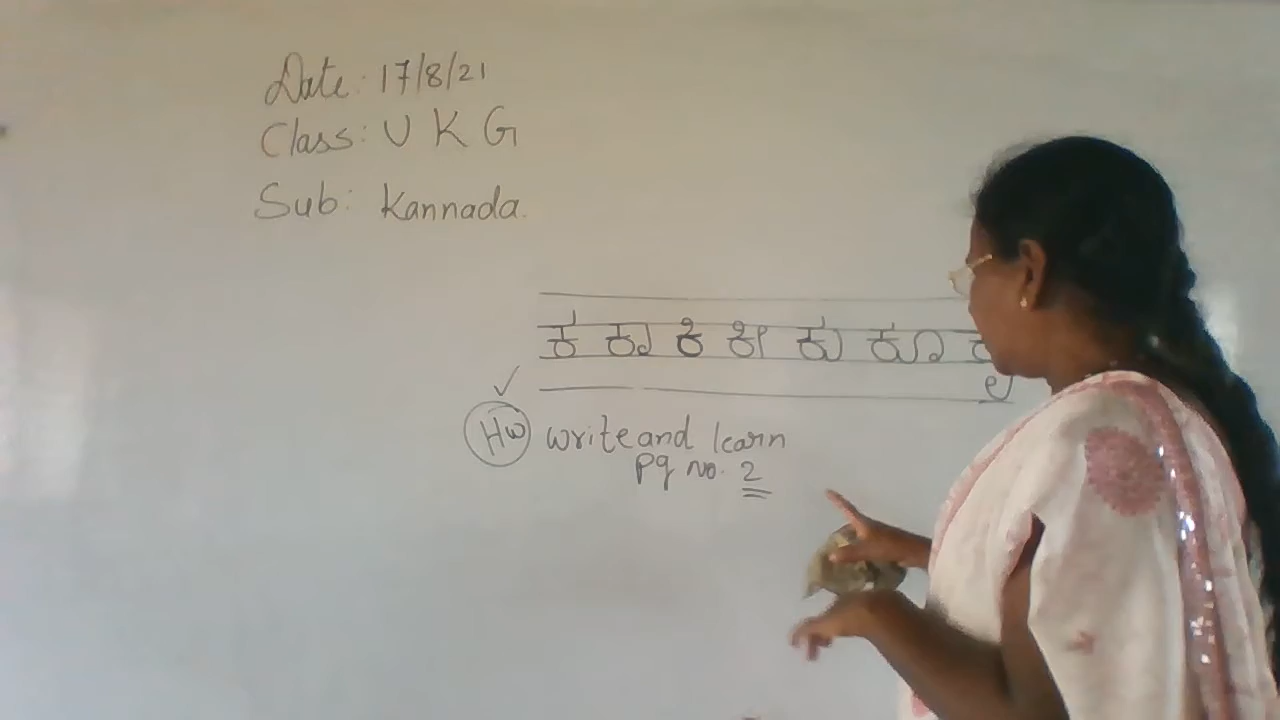 Date: 17/8/21
Class: U K G
Sub: Kannada.
ಕ ಕಾ ಕಿ ಕೀ ಕು ಕೂ
✓
HW write and learn
pg no. 2